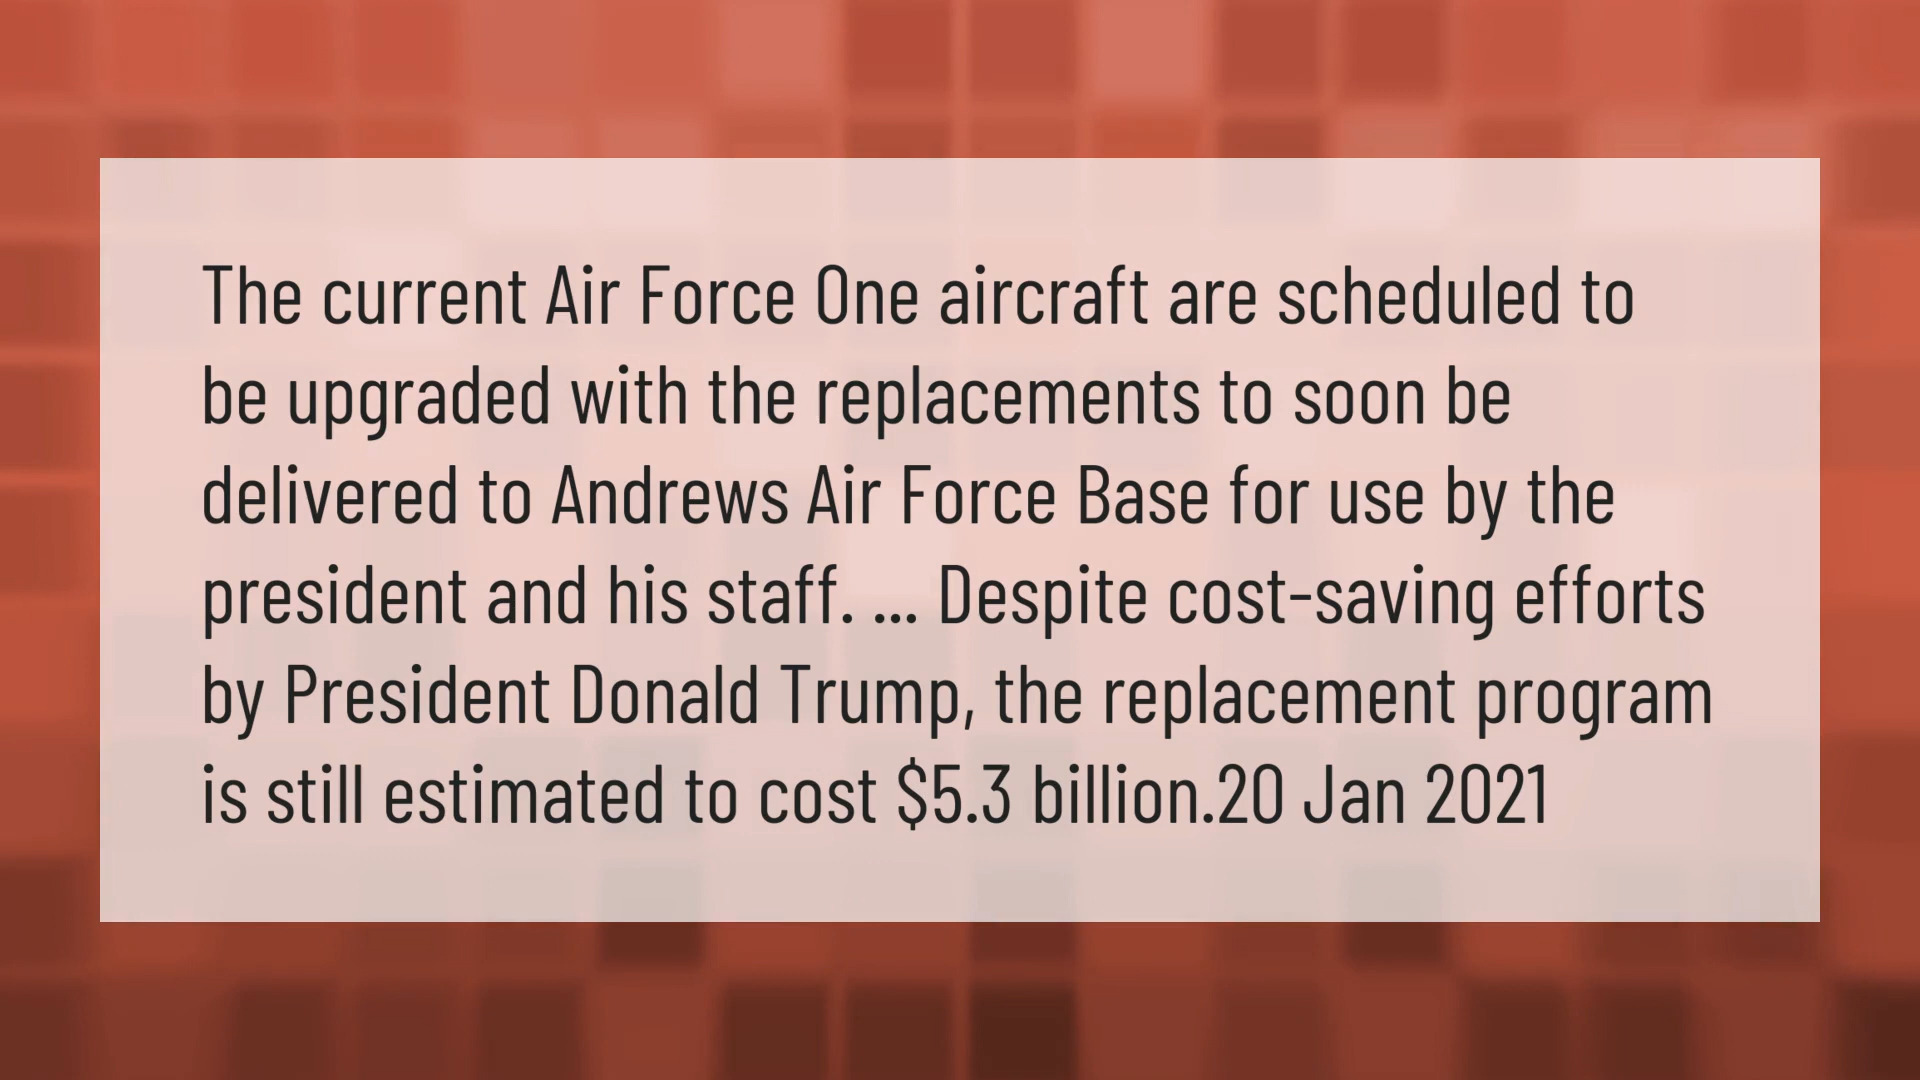 The current Air Force One aircraft are scheduled to
be upgraded with the replacements to soon be
delivered to Andrews Air Force Base for use by the
president and his staff. ... Despite cost-saving efforts
by President Donald Trump, the replacement program
is still estimated to cost $5.3 billion.20 Jan 2021